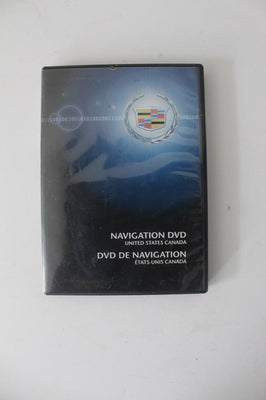 NAVIGATION DVD
UNITED STATES CANADA
DVD DE NAVIGATION
ÉTATS-UNIS CANADA